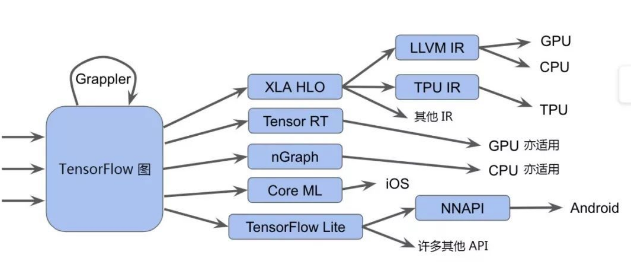 Grappler
TensorFlow 图
XLA HLO
LLVM IR
GPU
CPU
TPU IR
TPU
其他 IR
Tensor RT
GPU 亦适用
nGraph
CPU 亦适用
Core ML
iOS
TensorFlow Lite
NNAPI
Android
许多其他 API